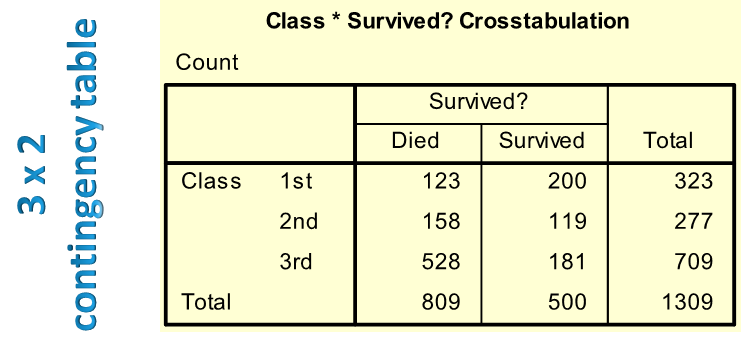 3 x 2
contingency table
Class * Survived? Crosstabulation
Count
Survived?
Died Survived Total
Class 1st 123 200 323
2nd 158 119 277
3rd 528 181 709
Total 809 500 1309